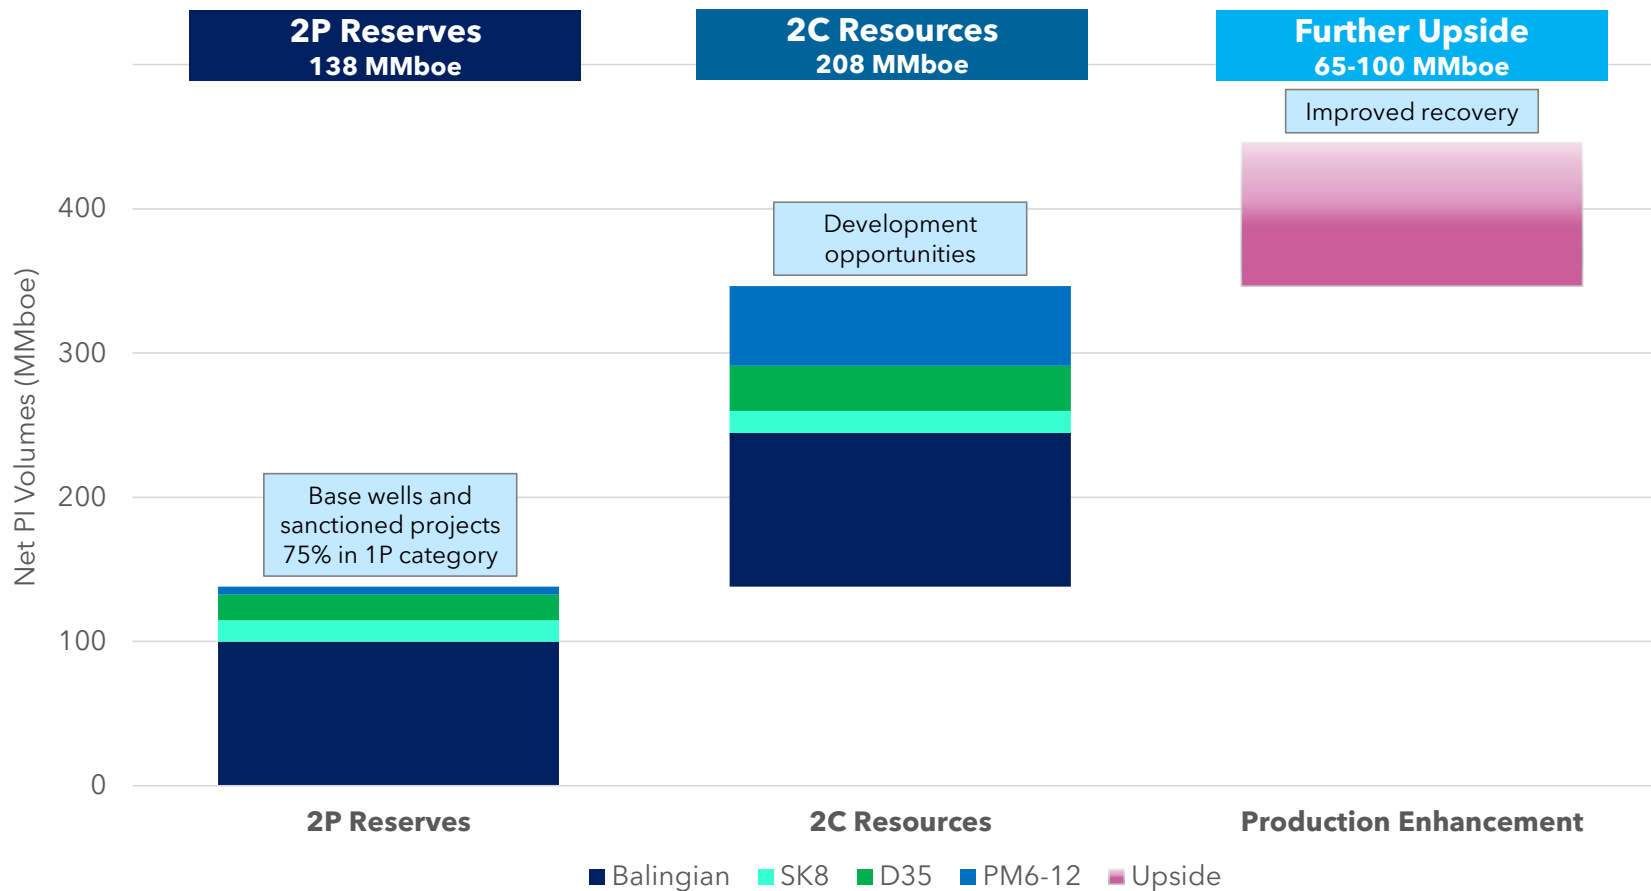 2P Reserves
138 MMboe
2C Resources
208 MMboe
Further Upside
65-100 MMboe
Improved recovery
Development
opportunities
Base wells and
sanctioned projects
75% in 1P category
Net PI Volumes (MMboe)
400
300
200
100
0
2P Reserves
2C Resources
Production Enhancement
Balingian
SK8
D35
PM6-12
Upside